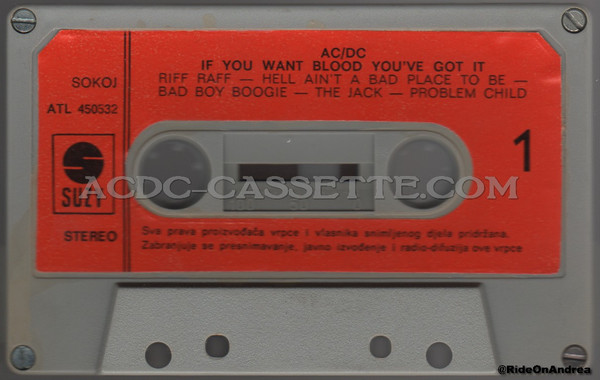 AC/DC
IF YOU WANT BLOOD YOU'VE GOT IT
RIFF RAFF — HELL AIN'T A BAD PLACE TO BE —
BAD BOY BOOGIE — THE JACK — PROBLEM CHILD
SOKOJ
ATL 450532
1
ACDC-CASSETTE.COM
SUZY
STEREO
Sva prava proizvođača vrpce i vlasnika snimljenog djela pridržana.
Zabranjuje se presnimavanje, javno izvođenje i radio-difuzija ove vrpce
@RideOnAndrea